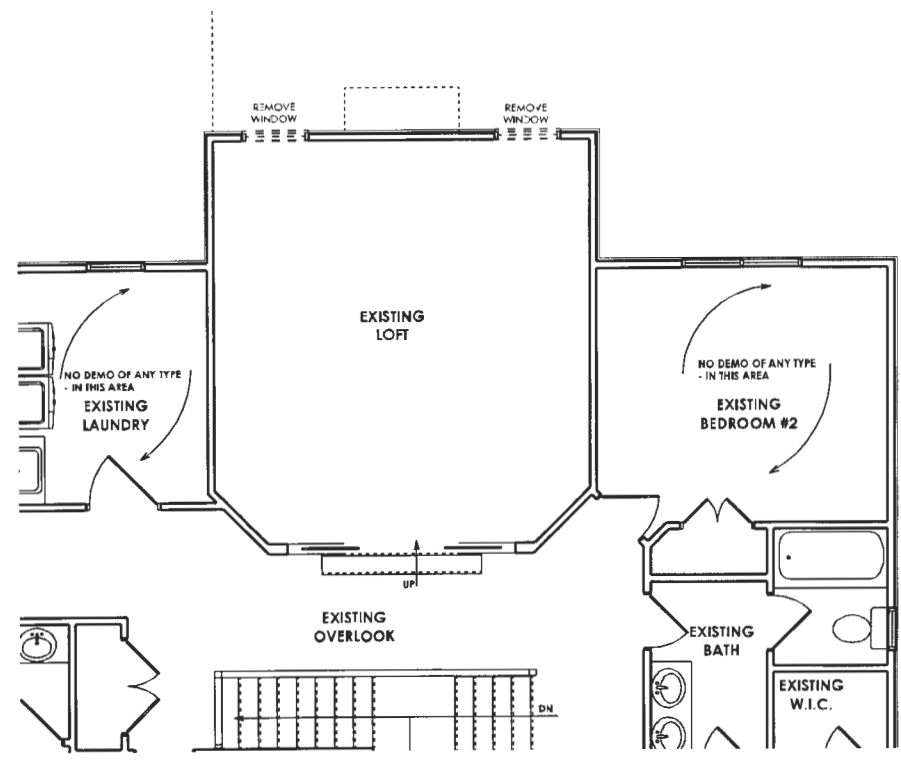 REMOVE
WINDOW
REMOVE
WINDOW
EXISTING
LOFT
NO DEMO OF ANY TYPE
- IN THIS AREA
EXISTING
LAUNDRY
NO DEMO OF ANY TYPE
- IN THIS AREA
EXISTING
BEDROOM #2
UP
EXISTING
OVERLOOK
EXISTING
BATH
EXISTING
W.I.C.
DN